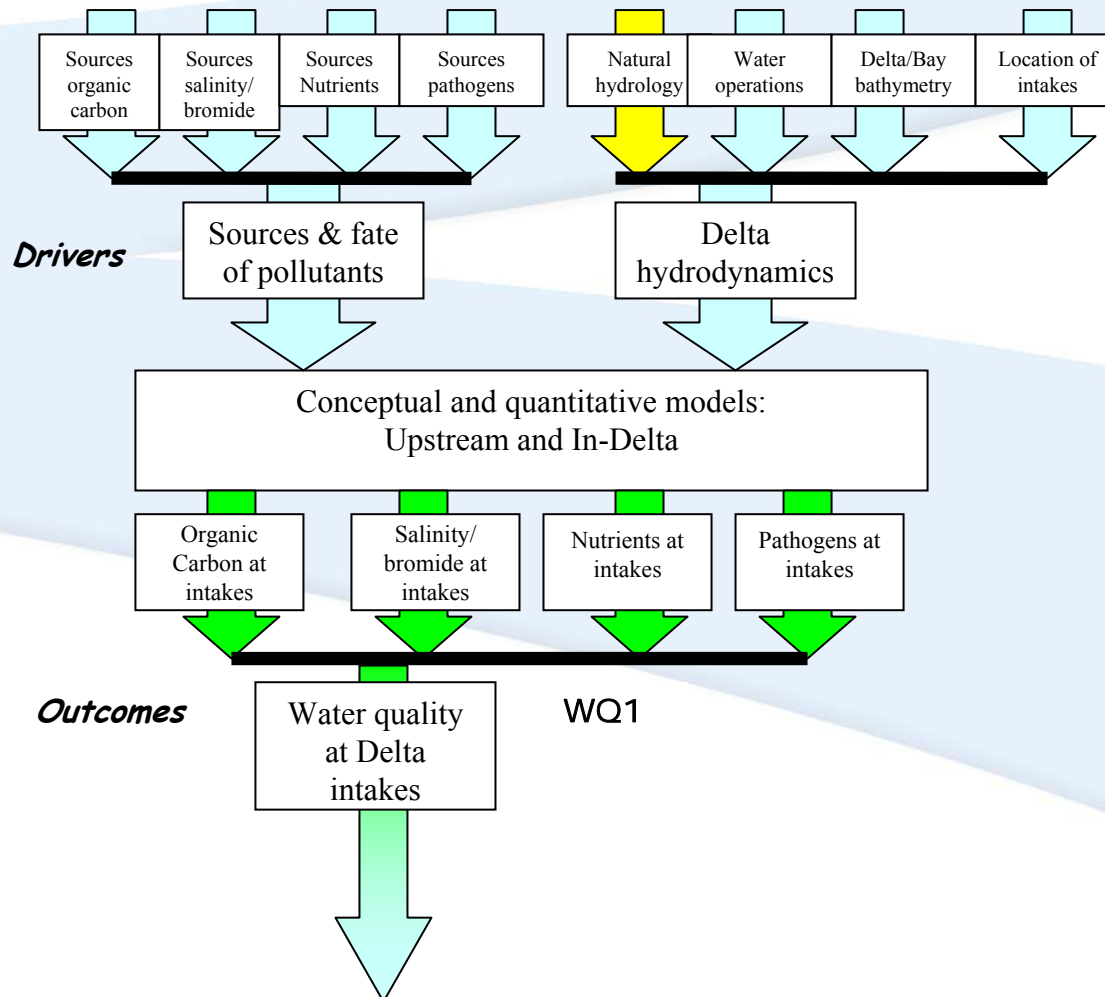 Sources
organic
carbon
Sources
salinity/
bromide
Sources
Nutrients
Sources
pathogens
Natural
hydrology
Water
operations
Delta/Bay
bathymetry
Location of
intakes
Drivers
Sources & fate
of pollutants
Delta
hydrodynamics
Conceptual and quantitative models:
Upstream and In-Delta
Organic
Carbon at
intakes
Salinity/
bromide at
intakes
Nutrients at
intakes
Pathogens at
intakes
Outcomes
Water quality
at Delta
intakes
WQ1